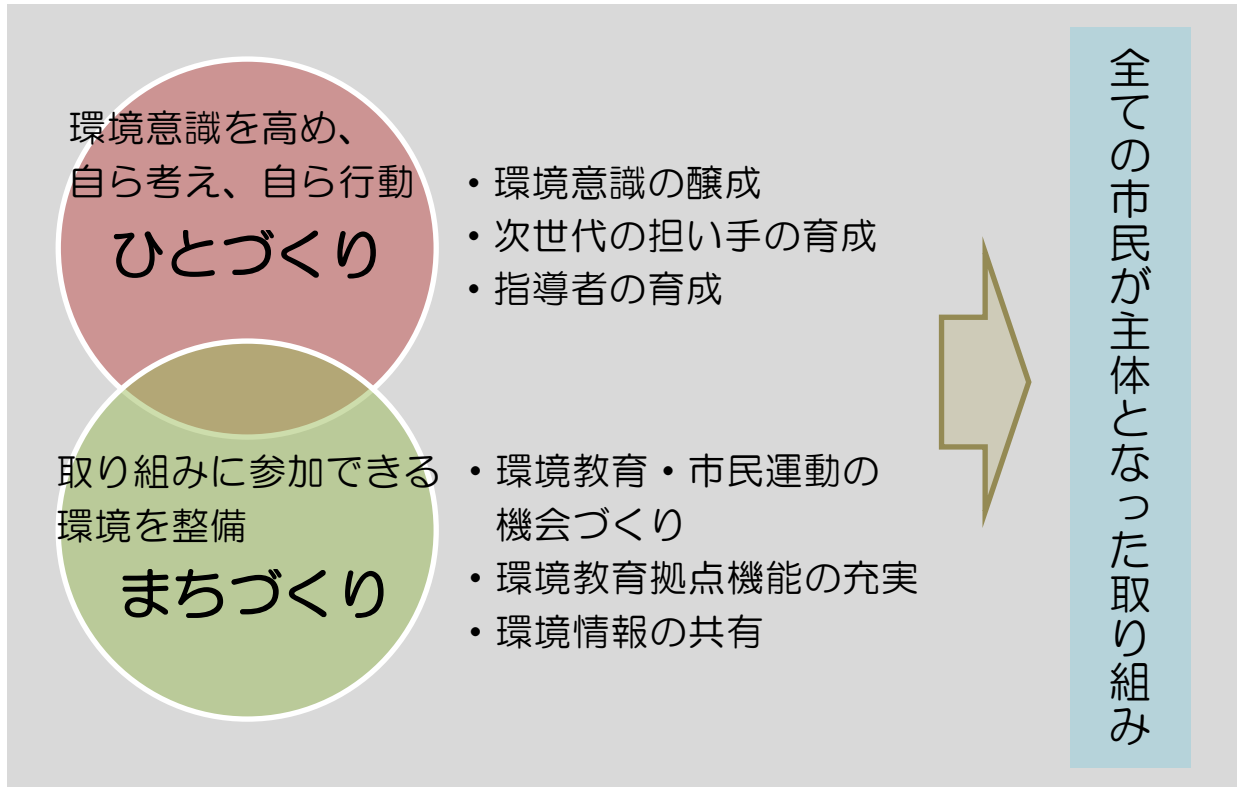 環境意識を高め、
自ら考え、自ら行動
ひとづくり
・環境意識の醸成
・次世代の担い手の育成
・指導者の育成
取り組みに参加できる
環境を整備
まちづくり
・環境教育・市民運動の
機会づくり
・環境教育拠点機能の充実
・環境情報の共有
全ての市民が主体となった取り組み